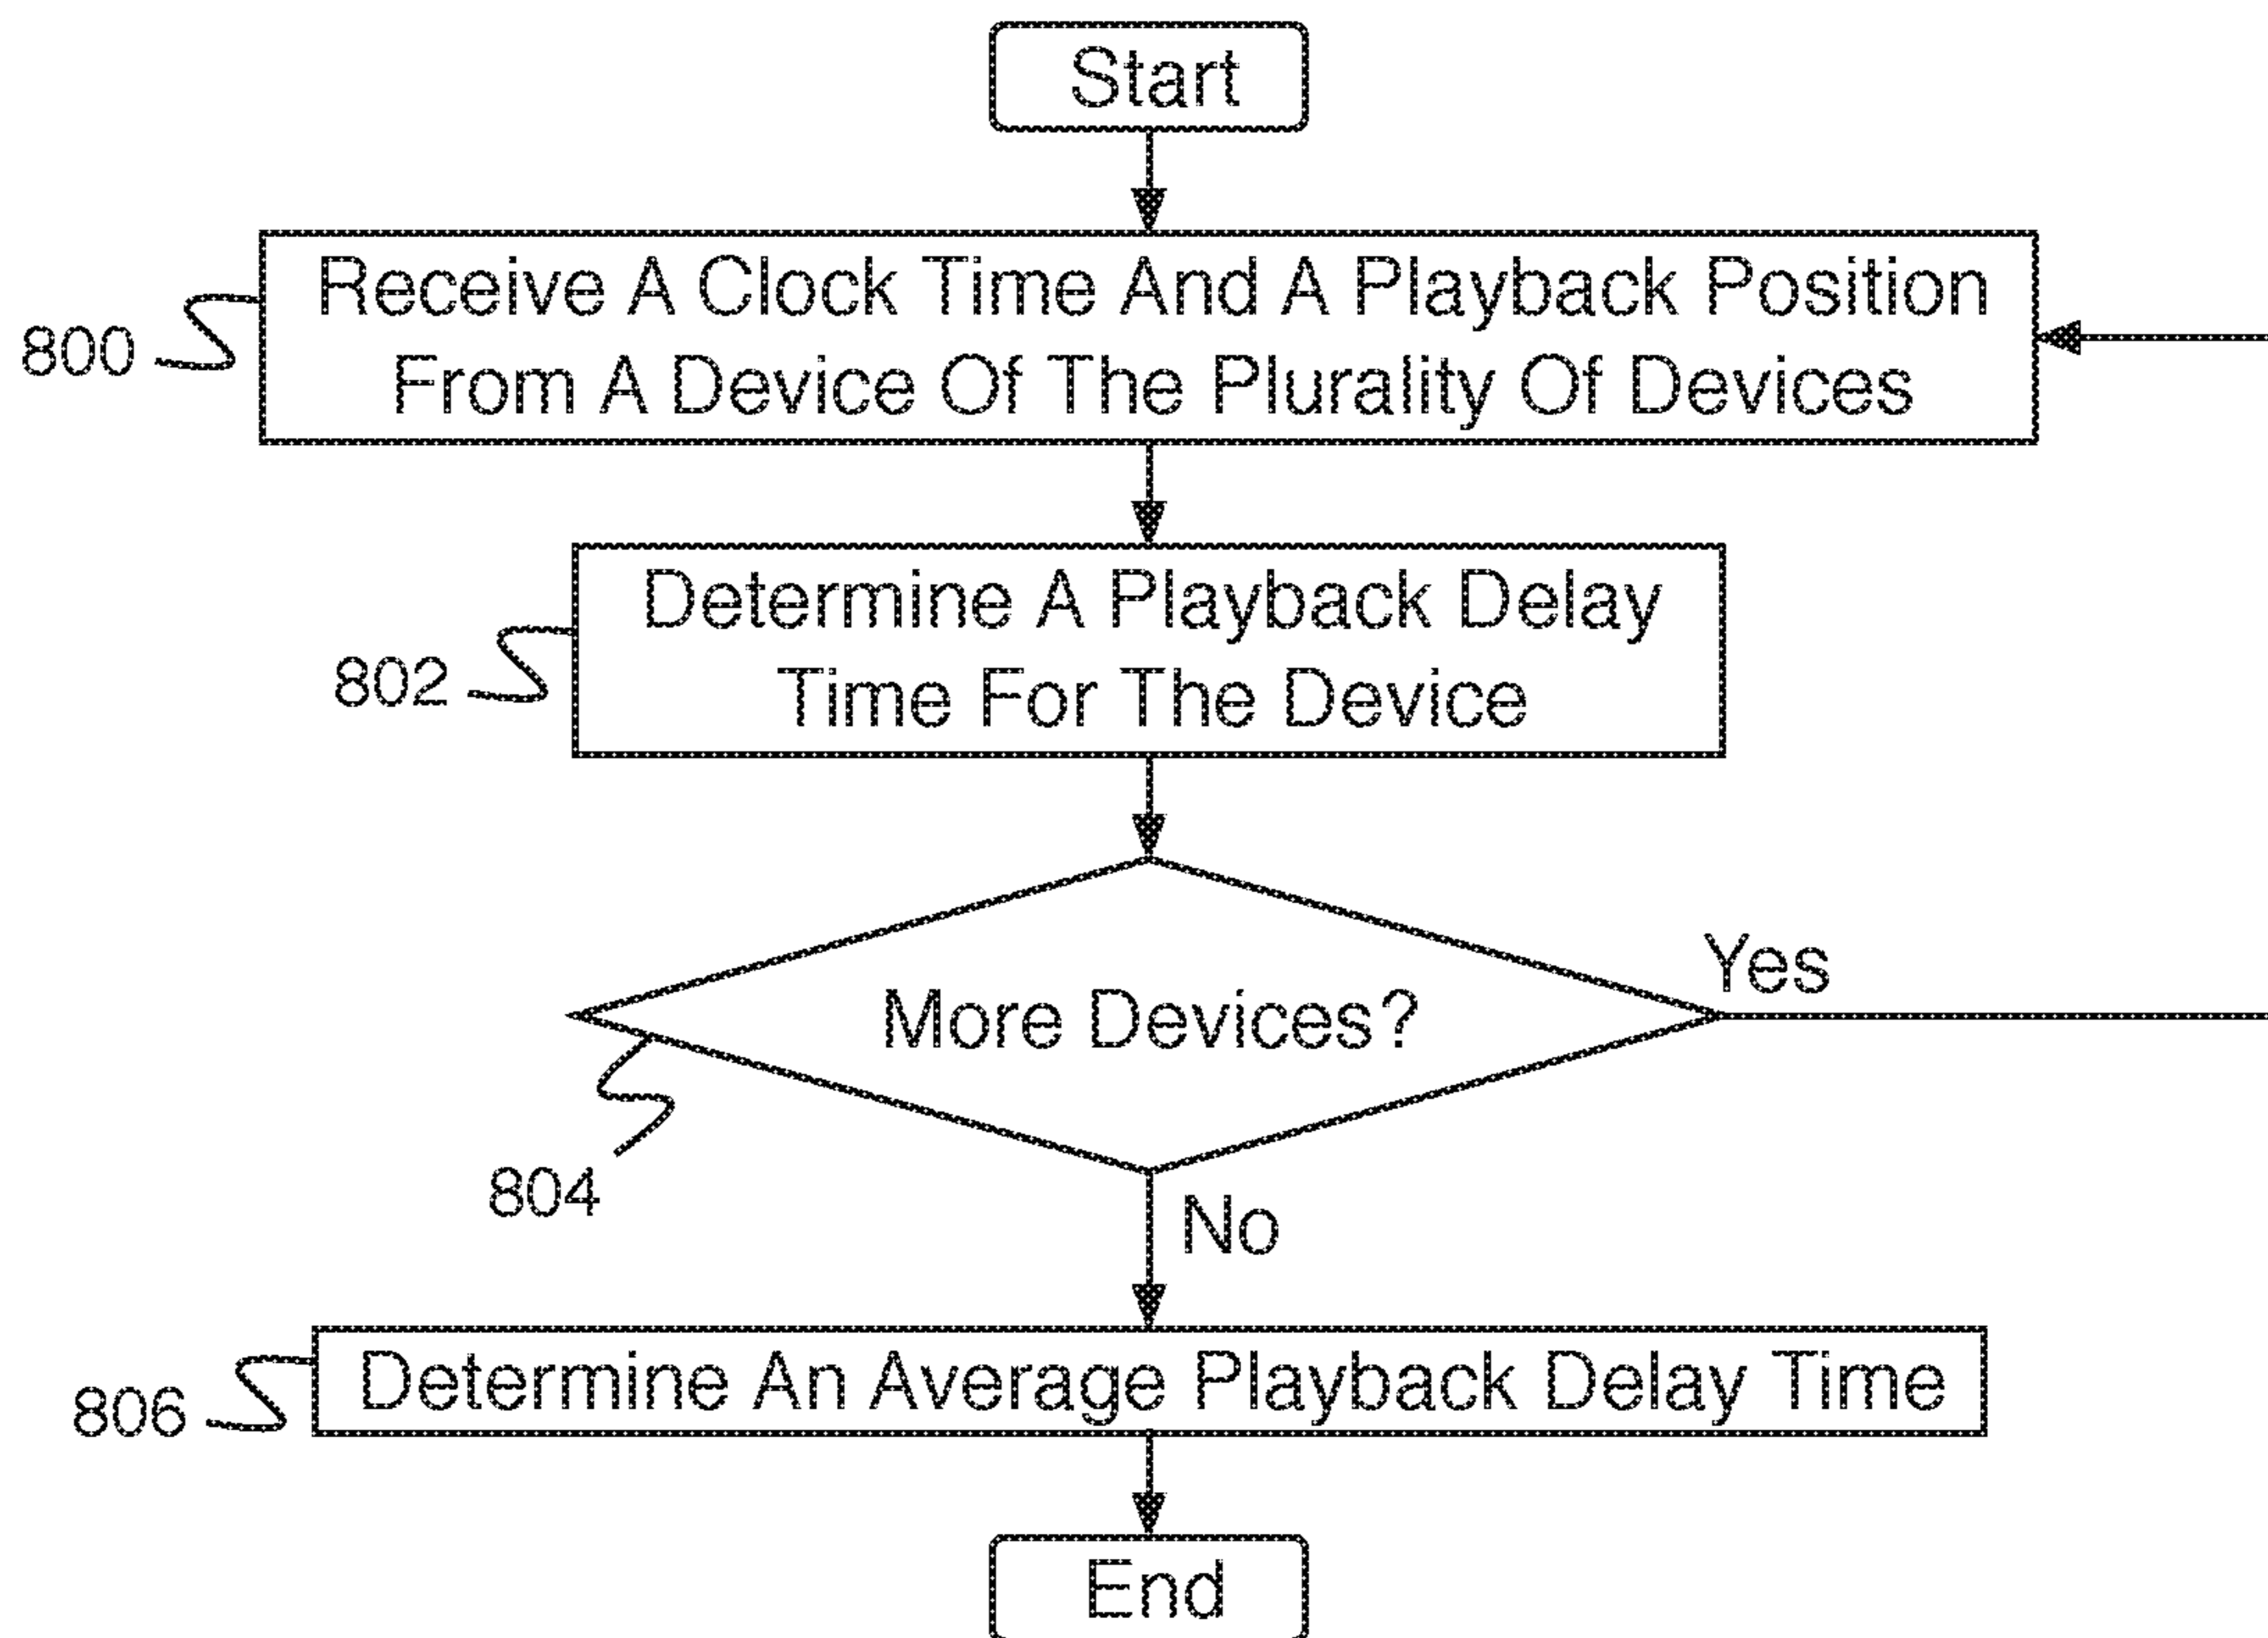 Start
Receive A Clock Time And A Playback Position
From A Device Of The Plurality Of Devices
800
Determine A Playback Delay
Time For The Device
802
More Devices?
Yes
804
No
Determine An Average Playback Delay Time
806
End